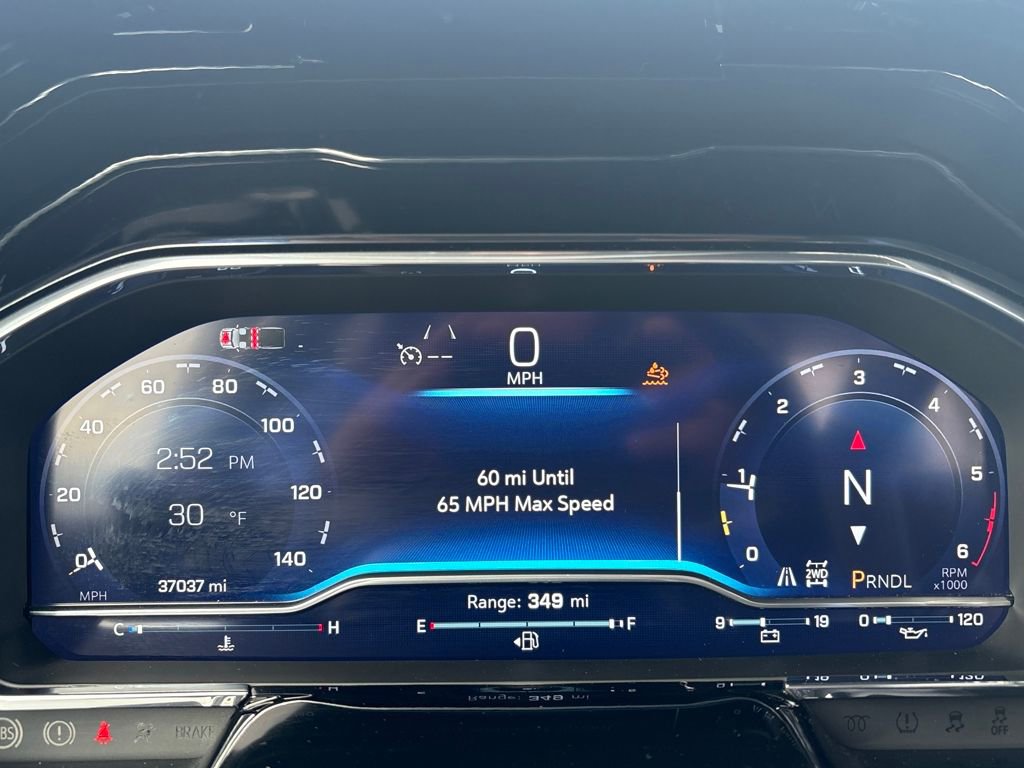 0
MPH
60 80
40 100
20 120
0 140
MPH
2:52 PM
30 °F
37037 mi
60 mi Until
65 MPH Max Speed
3
2 4
1 5
0 6
N
2WD
PRNDL
RPM
x1000
Range: 349 mi
C H
E F
9 19
0 120
ABS
BRAKE
OFF